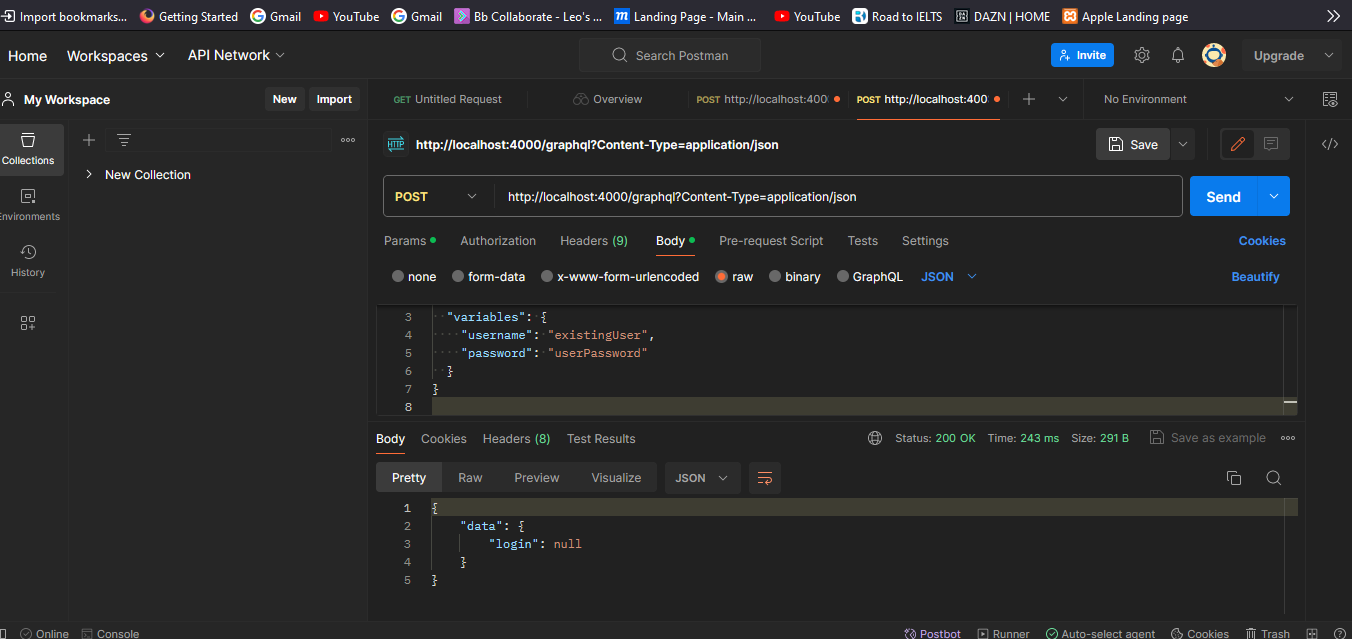 Import bookmarks... Getting Started Gmail YouTube Gmail Bb Collaborate - Leo's ... Landing Page - Main ... YouTube Road to IELTS DAZN | HOME Apple Landing page
Home Workspaces API Network Search Postman Invite Upgrade
My Workspace New Import GET Untitled Request Overview POST http://localhost:400 POST http://localhost:400 No Environment
Collections
HTTP http://localhost:4000/graphql?Content-Type=application/json Save
New Collection
POST http://localhost:4000/graphql?Content-Type=application/json Send
Environments
Params Authorization Headers (9) Body Pre-request Script Tests Settings Cookies
History
none form-data x-www-form-urlencoded raw binary GraphQL JSON Beautify
3 "variables": {
4 "username": "existingUser",
5 "password": "userPassword"
6 }
7 }
8
Body Cookies Headers (8) Test Results Status: 200 OK Time: 243 ms Size: 291 B Save as example
Pretty Raw Preview Visualize JSON
1 {
2 "data": {
3 "login": null
4 }
5 }
Online Console Postbot Runner Auto-select agent Cookies Trash